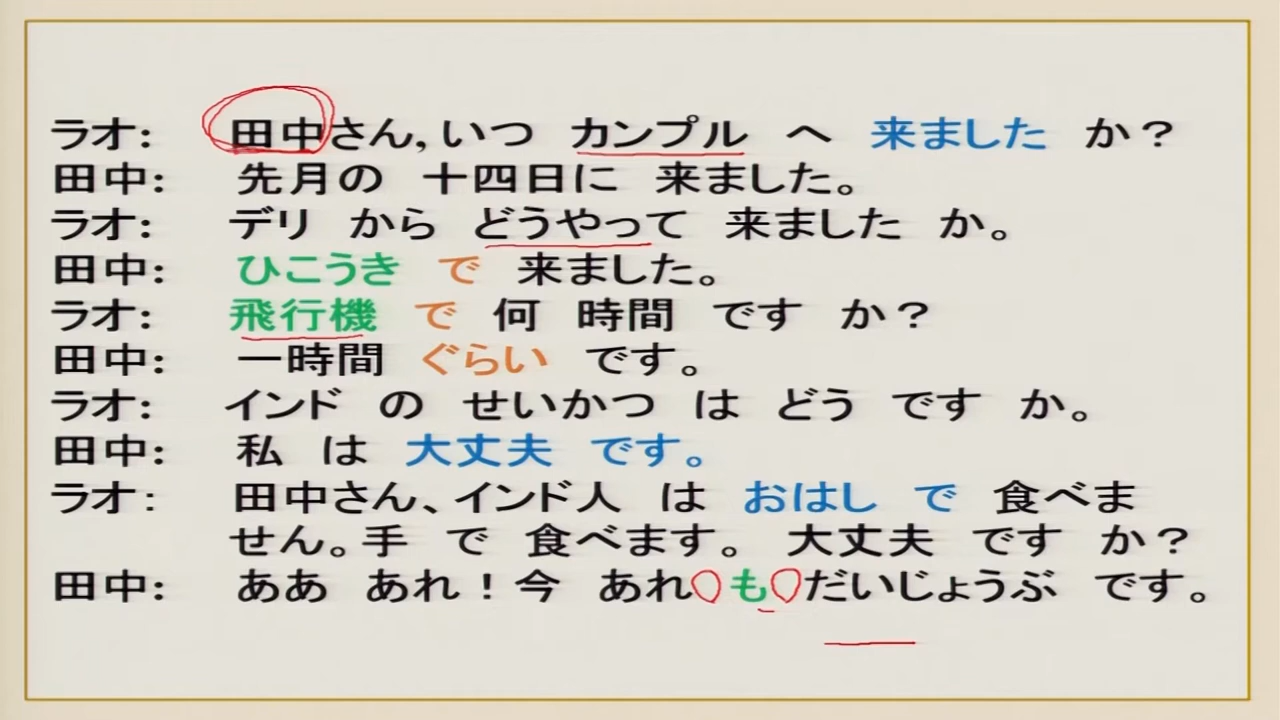 ラオ: 田中さん,いつ カンプル へ 来ました か？
田中: 先月の 十四日に 来ました。
ラオ: デリ から どうやって 来ました か。
田中: ひこうき で 来ました。
ラオ: 飛行機 で 何 時間 です か？
田中: 一時間 ぐらい です。
ラオ: インド の せいかつ は どう です か。
田中: 私 は 大丈夫 です。
ラオ: 田中さん、インド人 は おはし で 食べま
せん。手 で 食べます。 大丈夫 です か？
田中: ああ あれ！今 あれ も だいじょうぶ です。